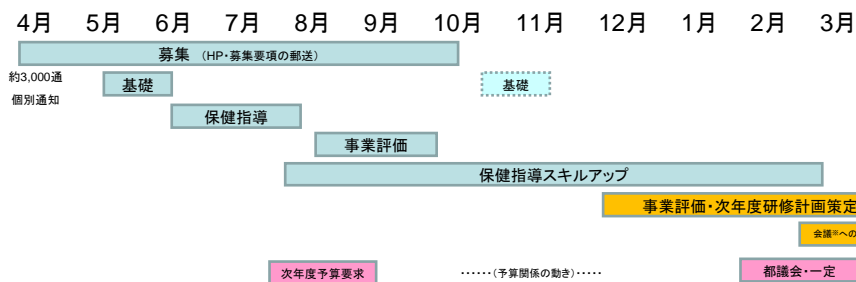 4月 5月 6月 7月 8月 9月 10月 11月 12月 1月 2月 3月
募集 (HP・募集要項の郵送)
約3,000通
個別通知
基礎 基礎
保健指導
事業評価
保健指導スキルアップ
事業評価・次年度研修計画策定
会議※への
次年度予算要求 ……(予算関係の動き)…… 都議会・一定